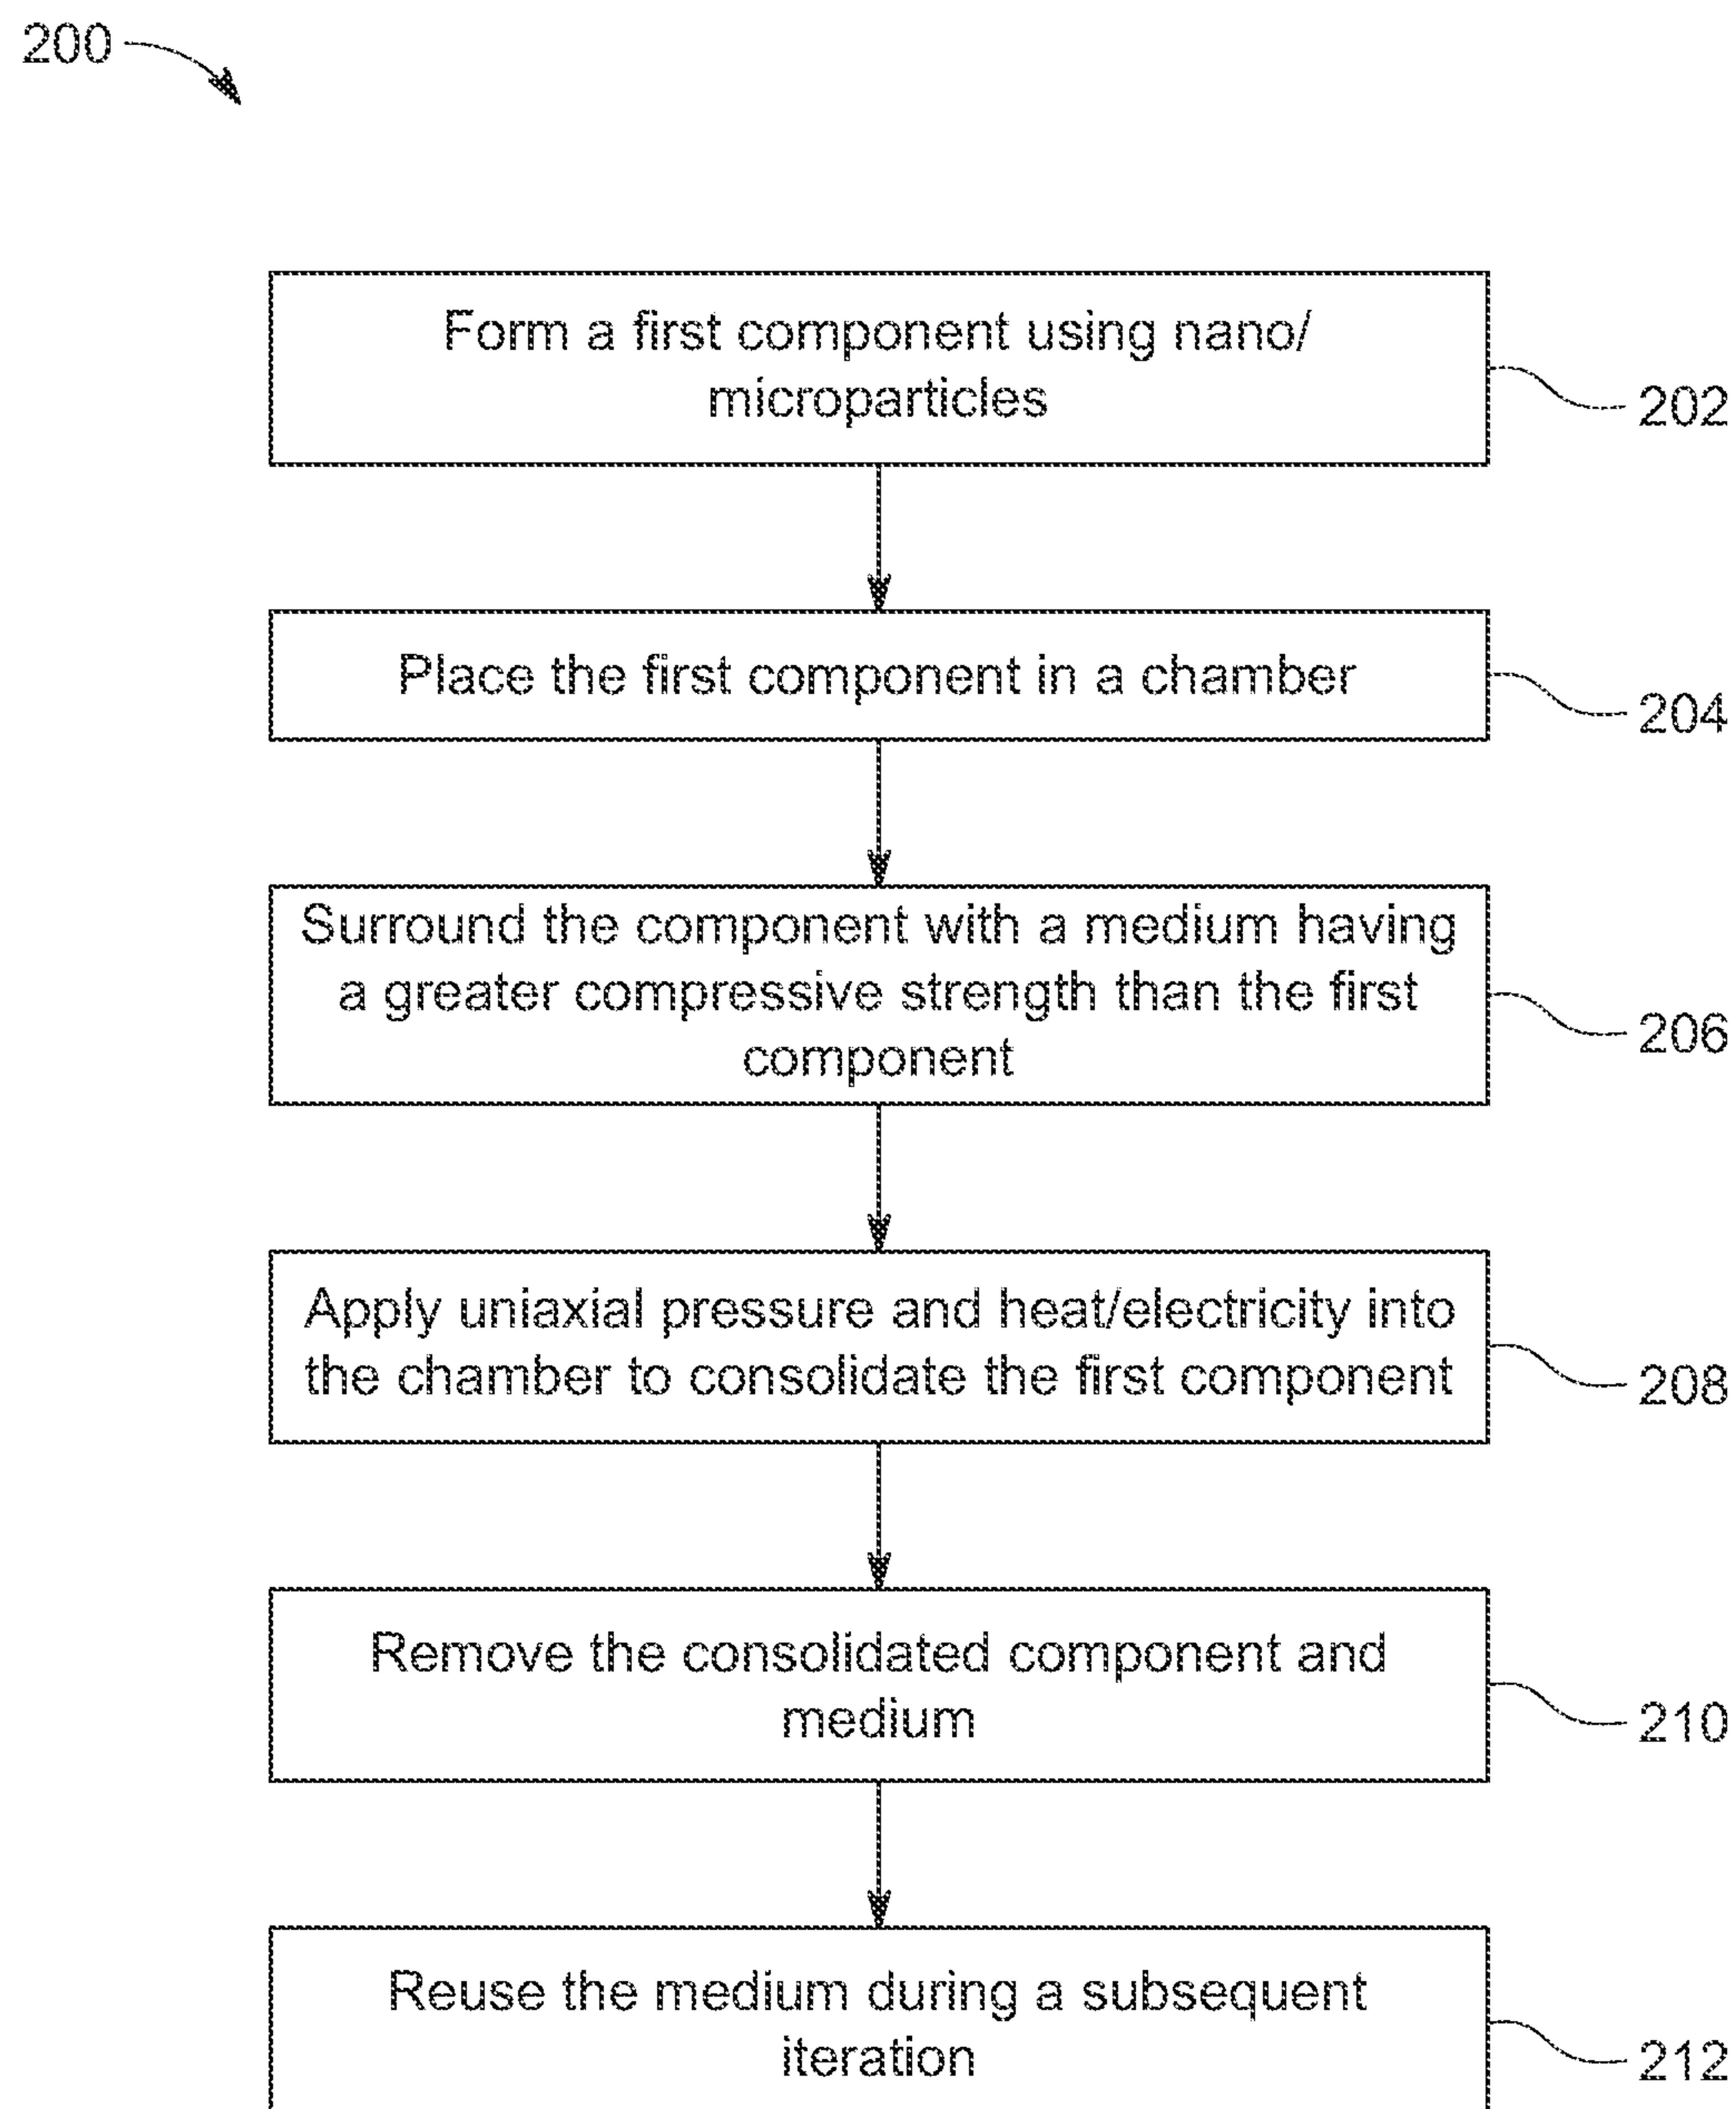 200
Form a first component using nano/
microparticles
202
Place the first component in a chamber
204
Surround the component with a medium having
a greater compressive strength than the first
component
206
Apply uniaxial pressure and heat/electricity into
the chamber to consolidate the first component
208
Remove the consolidated component and
medium
210
Reuse the medium during a subsequent
iteration
212